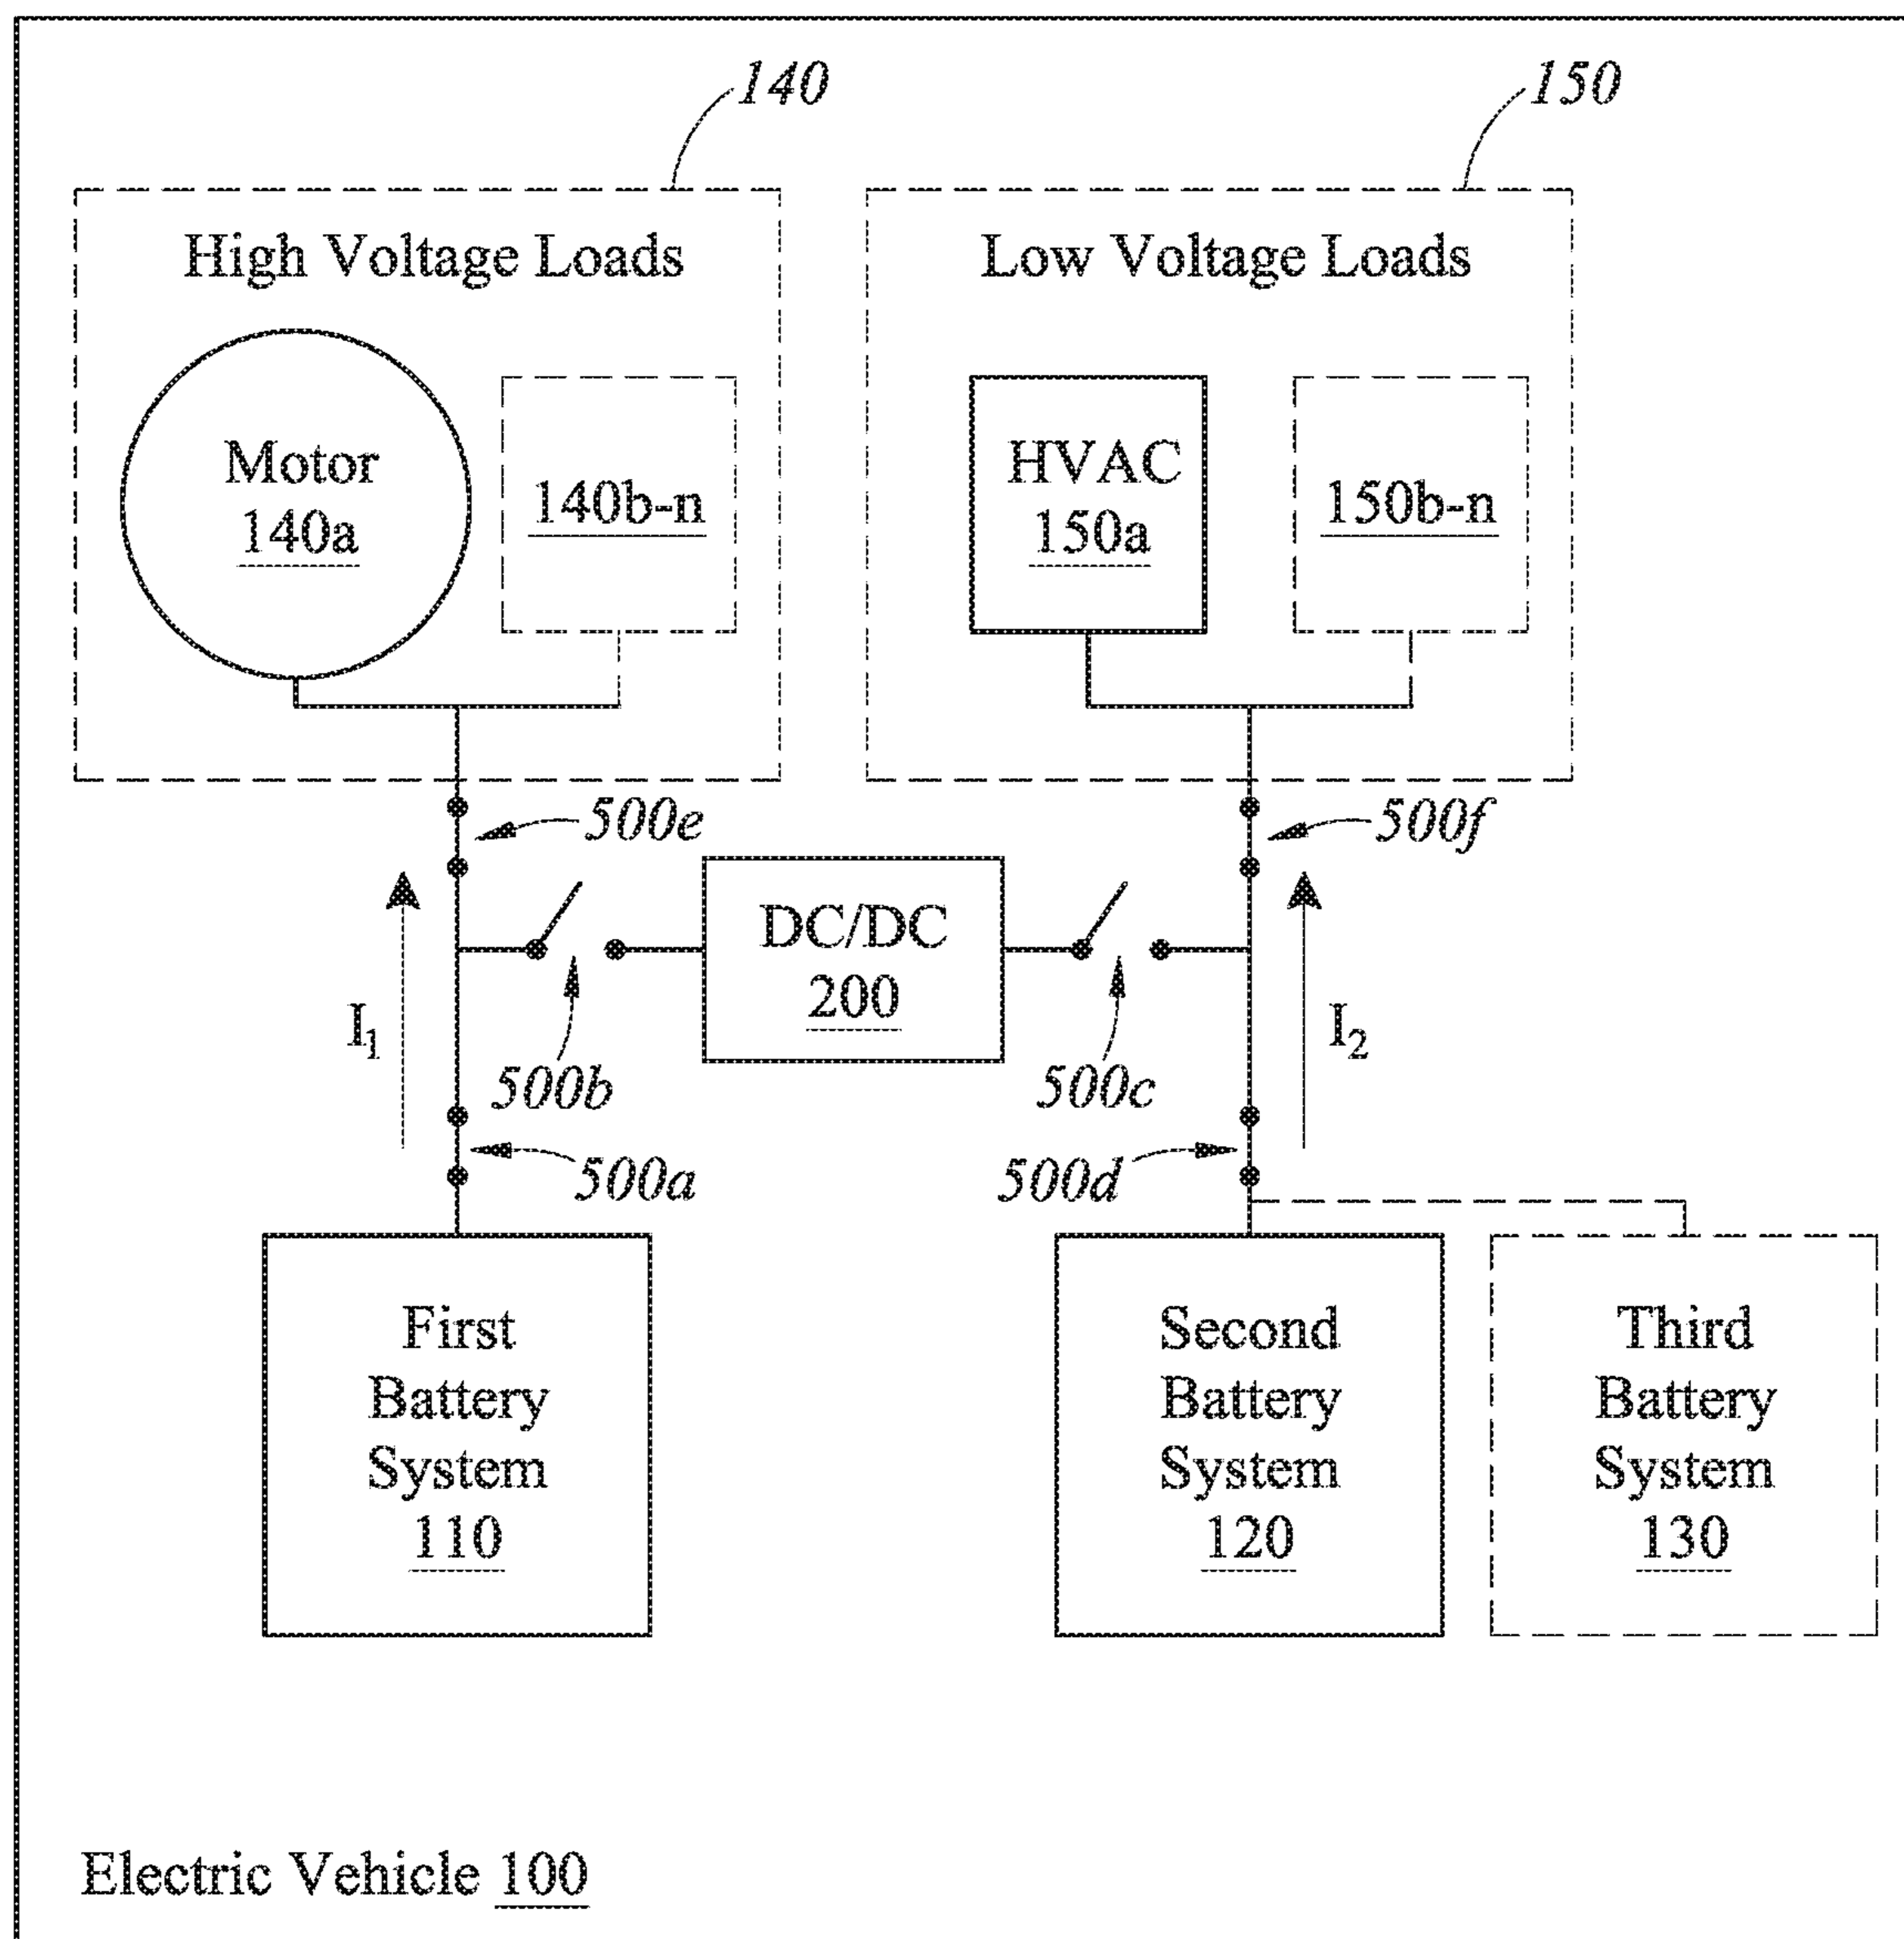 140
150
High Voltage Loads
Low Voltage Loads
Motor
140a
140b-n
HVAC
150a
150b-n
500e
500f
DC/DC
200
I₁
I₂
500b
500c
500a
500d
First
Battery
System
110
Second
Battery
System
120
Third
Battery
System
130
Electric Vehicle 100